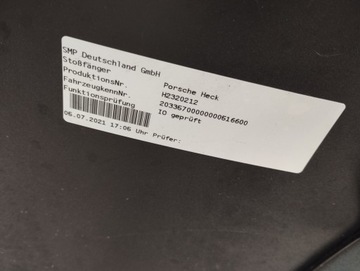 SMP Deutschland GmbH
Stoßfänger Porsche Heck
ProduktionsNr H2320212
FahrzeugkennNr. 20336700000000616600
Funktionsprüfung IO geprüft
06.07.2021 17:06 Uhr Prüfer: